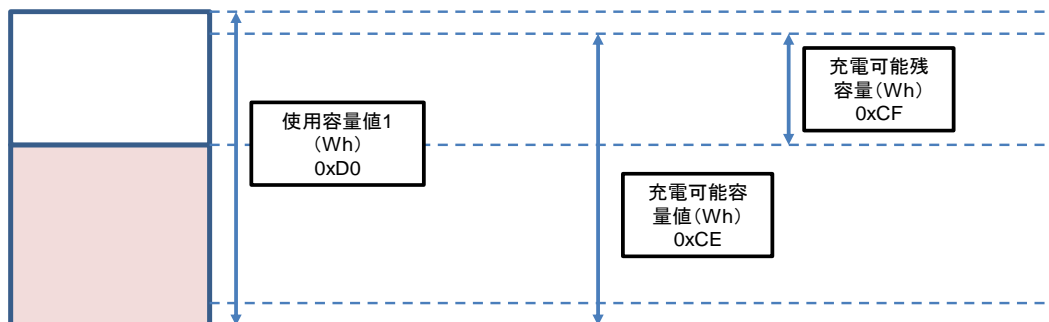 使用容量値1
(Wh)
0xD0
充電可能残
容量(Wh)
0xCF
充電可能容
量値(Wh)
0xCE